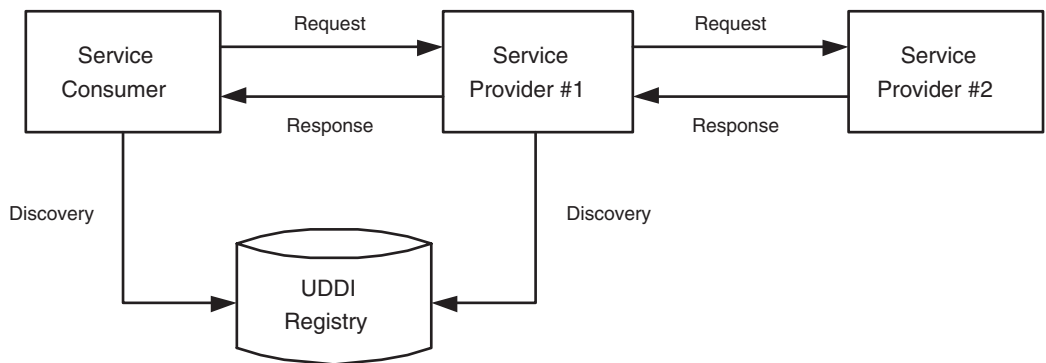 Request
Request
Service
Consumer
Service
Provider #1
Service
Provider #2
Response
Response
Discovery
Discovery
UDDI
Registry